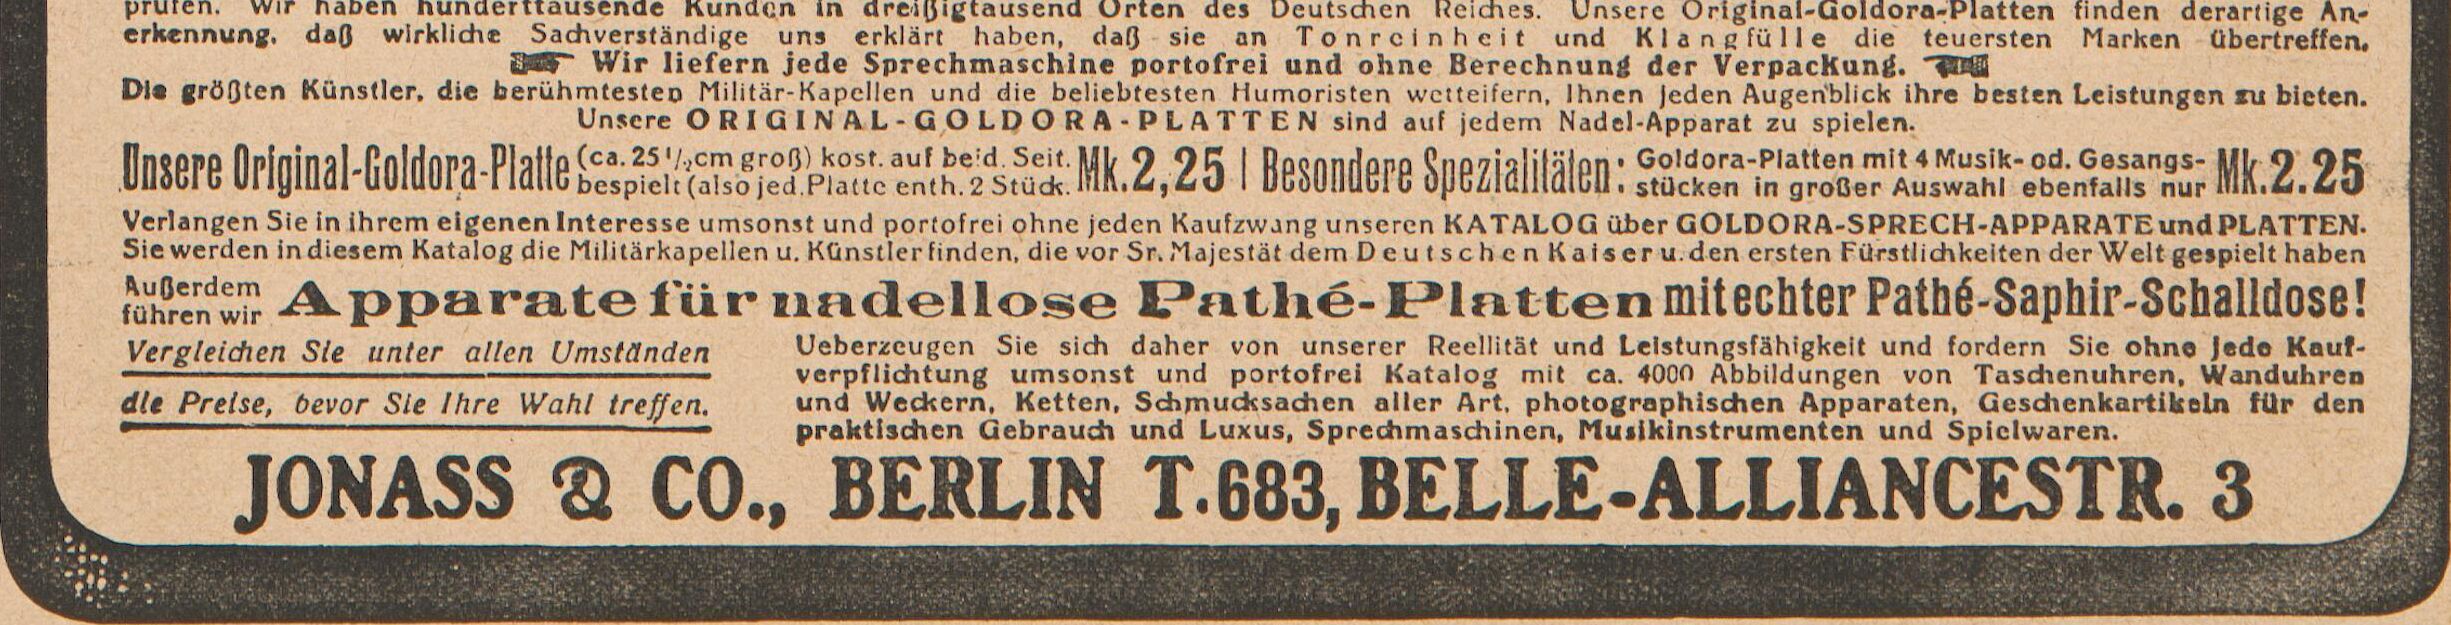 prüfen. Wir haben hunderttausende Kunden in dreißigtausend Orten des Deutschen Reiches. Unsere Original-Goldora-Platten finden derartige An-
erkennung, daß wirkliche Sachverständige uns erklärt haben, daß sie an Tonreinheit und Klangfülle die teuersten Marken übertreffen.
Wir liefern jede Sprechmaschine portofrei und ohne Berechnung der Verpackung.
Die größten Künstler, die berühmtesten Militär-Kapellen und die beliebtesten Humoristen wetteifern, Ihnen jeden Augenblick ihre besten Leistungen zu bieten.
Unsere ORIGINAL-GOLDORA-PLATTEN sind auf jedem Nadel-Apparat zu spielen.
Unsere Original-Goldora-Platte (ca. 25 1/2 cm groß) kost. auf beid. Seit.
bespielt (also jed. Platte enth. 2 Stück. Mk. 2,25 | Besondere Spezialitäten: Goldora-Platten mit 4 Musik- od. Gesangs-
stücken in großer Auswahl ebenfalls nur Mk. 2.25
Verlangen Sie in ihrem eigenen Interesse umsonst und portofrei ohne jeden Kaufzwang unseren KATALOG über GOLDORA-SPRECH-APPARATE und PLATTEN.
Sie werden in diesem Katalog die Militärkapellen u. Künstler finden, die vor Sr. Majestät dem Deutschen Kaiser u. den ersten Fürstlichkeiten der Welt gespielt haben
Außerdem
führen wir Apparate für nadellose Pathé-Platten mit echter Pathé-Saphir-Schalldose!
Vergleichen Sie unter allen Umständen
die Preise, bevor Sie Ihre Wahl treffen.
Ueberzeugen Sie sich daher von unserer Reellität und Leistungsfähigkeit und fordern Sie ohne jede Kauf-
verpflichtung umsonst und portofrei Katalog mit ca. 4000 Abbildungen von Taschenuhren, Wanduhren
und Weckern, Ketten, Schmucksachen aller Art, photographischen Apparaten, Geschenkartikeln für den
praktischen Gebrauch und Luxus, Sprechmaschinen, Musikinstrumenten und Spielwaren.
JONASS & CO., BERLIN T. 683, BELLE-ALLIANCESTR. 3